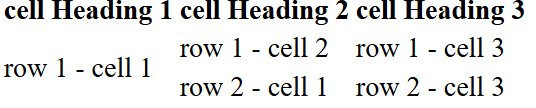 cell Heading 1 cell Heading 2 cell Heading 3
row 1 - cell 1 row 1 - cell 2 row 1 - cell 3
row 2 - cell 1 row 2 - cell 3